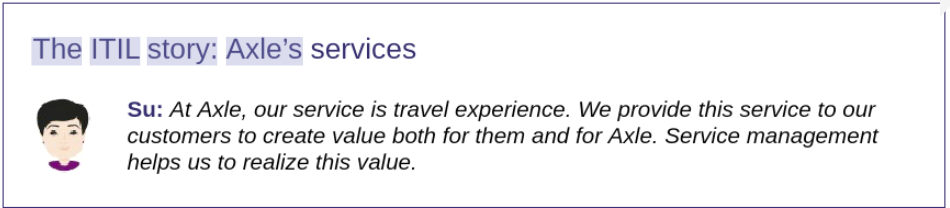 The ITIL story: Axle’s services
Su: At Axle, our service is travel experience. We provide this service to our
customers to create value both for them and for Axle. Service management
helps us to realize this value.